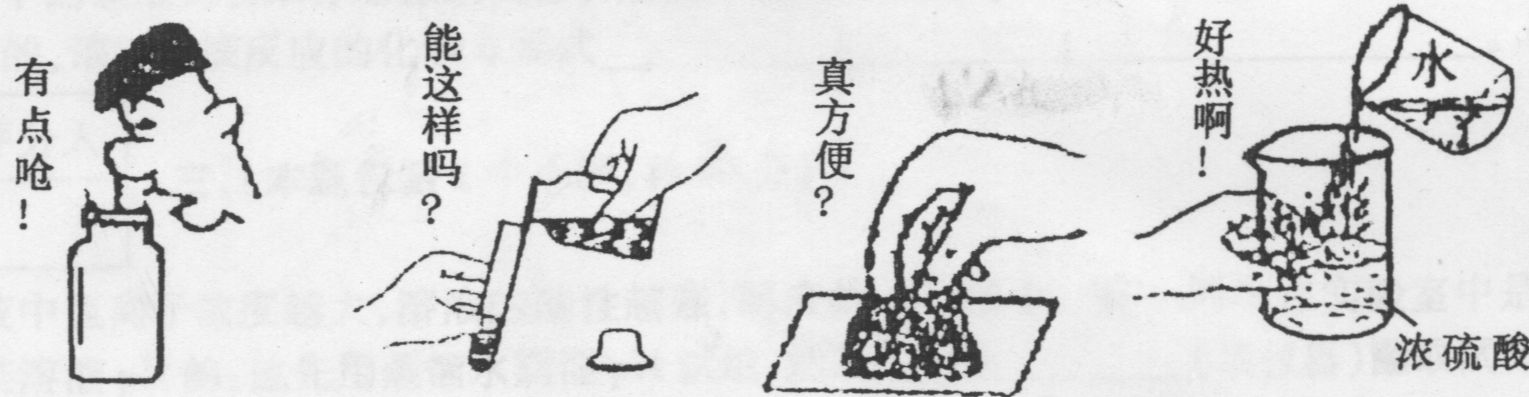 有点呛！
能这样吗？
真方便？
好热啊！
水
浓硫酸